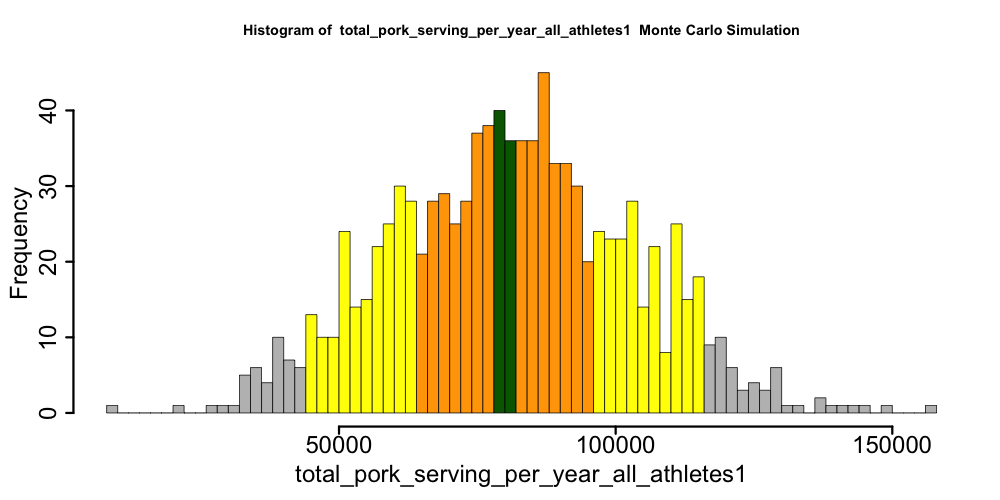 Histogram of  total_pork_serving_per_year_all_athletes1  Monte Carlo Simulation
Frequency
40
30
20
10
0
50000
100000
150000
total_pork_serving_per_year_all_athletes1